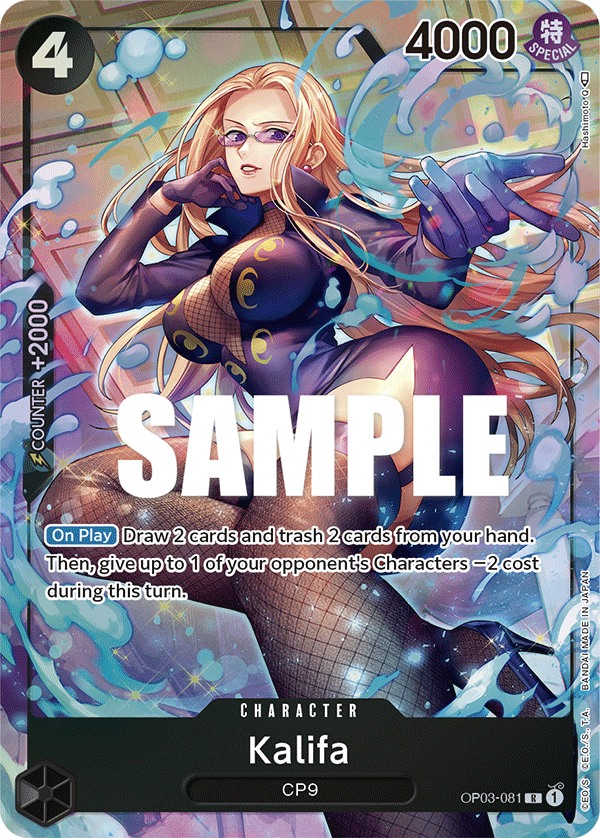 4
4000
特
SPECIAL
Hashimoto Q
COUNTER +2000
SAMPLE
On Play Draw 2 cards and trash 2 cards from your hand.
Then, give up to 1 of your opponent's Characters −2 cost
during this turn.
CHARACTER
Kalifa
CP9
OP03-081 R 1
©E.O./S. ©E.O./S., T.A. BANDAI MADE IN JAPAN